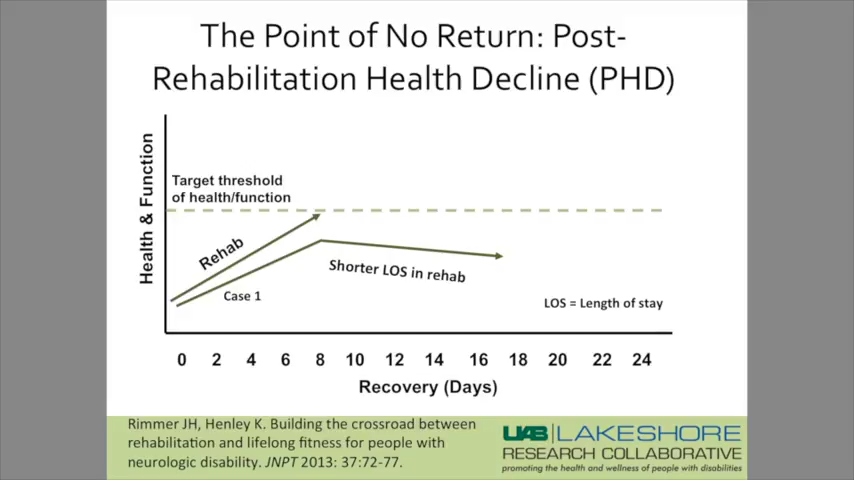 The Point of No Return: Post-
Rehabilitation Health Decline (PHD)
Health & Function
Target threshold
of health/function
Rehab
Case 1
Shorter LOS in rehab
LOS = Length of stay
0 2 4 6 8 10 12 14 16 18 20 22 24
Recovery (Days)
Rimmer JH, Henley K. Building the crossroad between
rehabilitation and lifelong fitness for people with
neurologic disability. JNPT 2013: 37:72-77.
UAB | LAKESHORE
RESEARCH COLLABORATIVE
promoting the health and wellness of people with disabilities